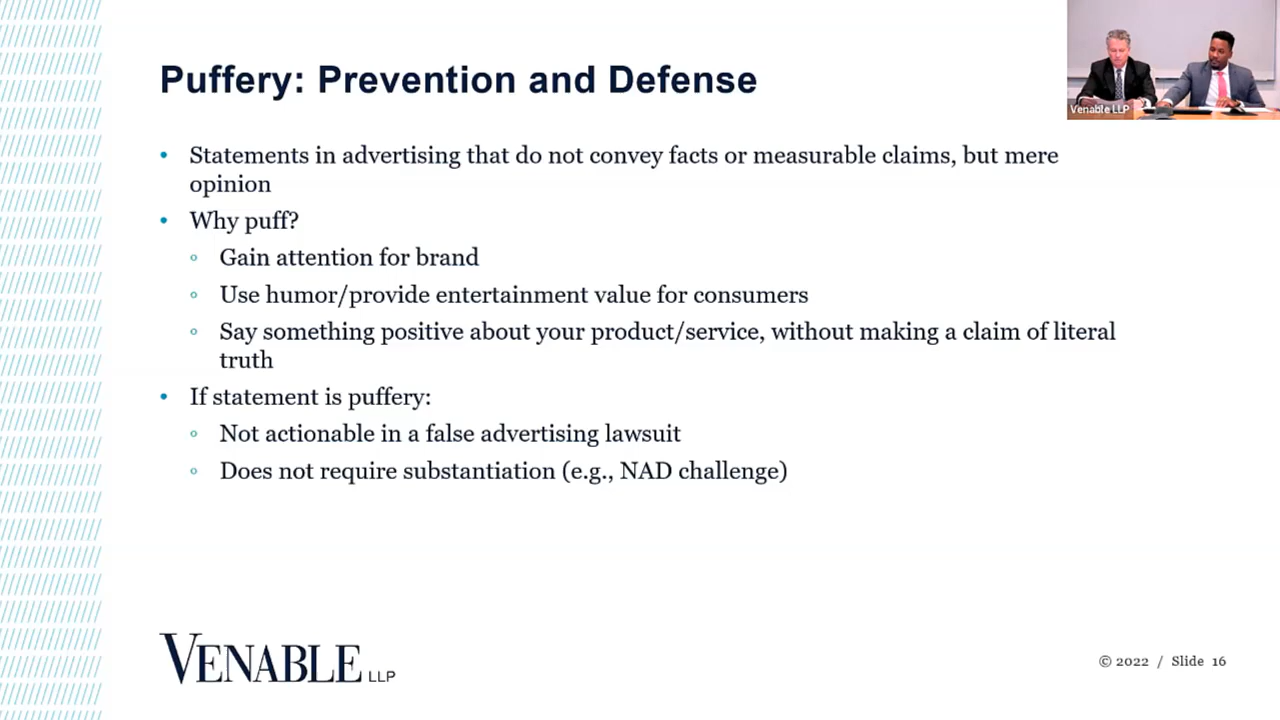 Puffery: Prevention and Defense
Venable LLP
• Statements in advertising that do not convey facts or measurable claims, but mere
opinion
• Why puff?
◦ Gain attention for brand
◦ Use humor/provide entertainment value for consumers
◦ Say something positive about your product/service, without making a claim of literal
truth
• If statement is puffery:
◦ Not actionable in a false advertising lawsuit
◦ Does not require substantiation (e.g., NAD challenge)
VENABLE LLP
© 2022 / Slide 16